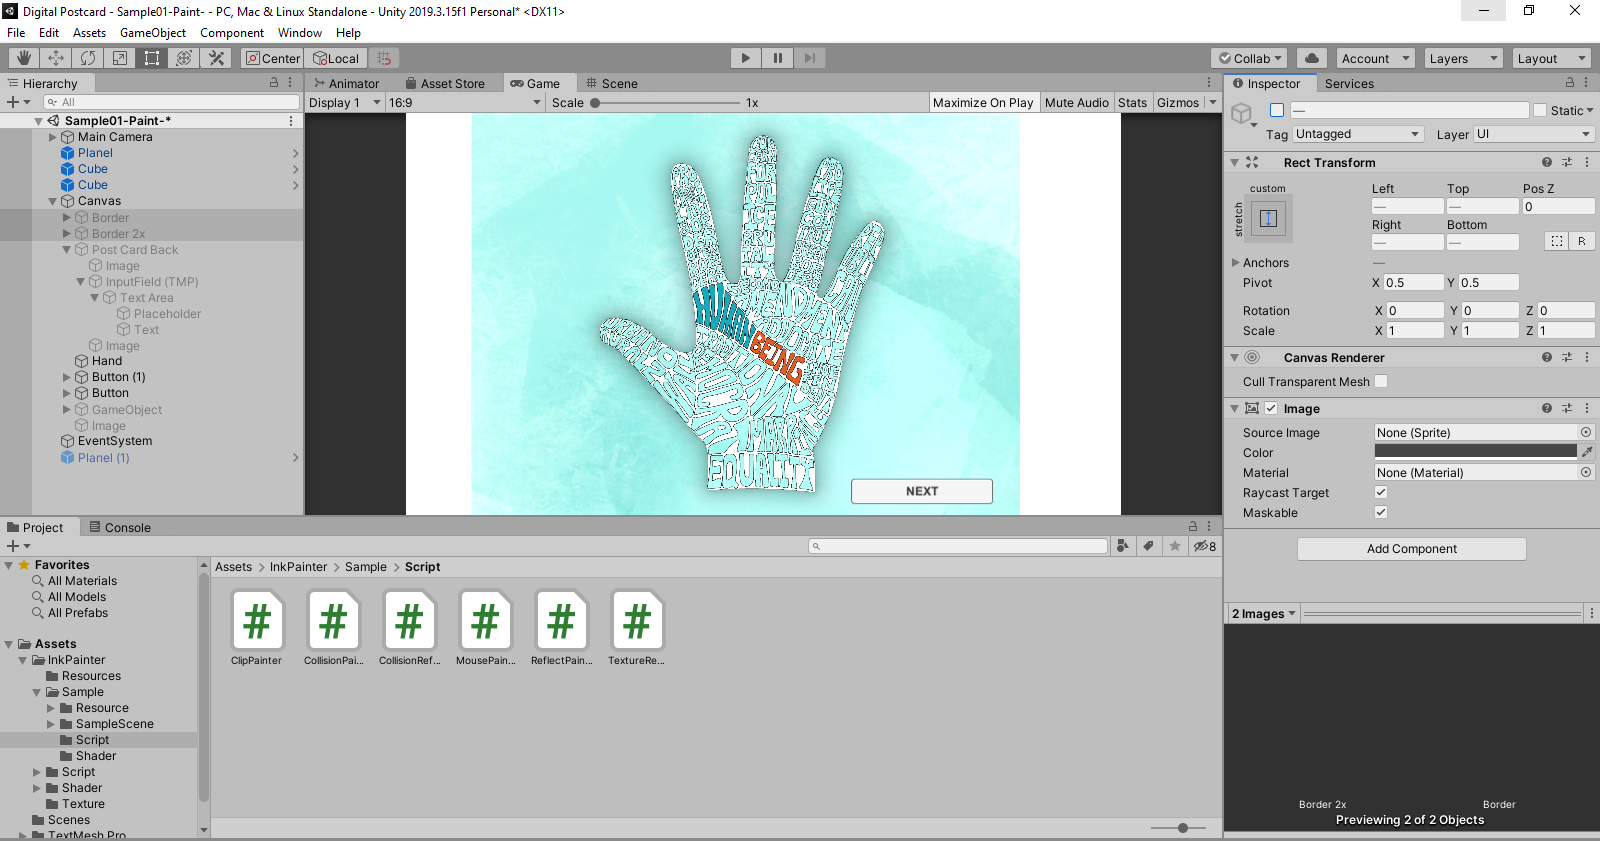 Digital Postcard - Sample01-Paint- - PC, Mac & Linux Standalone - Unity 2019.3.15f1 Personal* <DX11>
File Edit Assets GameObject Component Window Help
Center Local Collab Account Layers Layout
Hierarchy
All
Sample01-Paint-*
Main Camera
Planel
Cube
Cube
Canvas
Border
Border 2x
Post Card Back
Image
InputField (TMP)
Text Area
Placeholder
Text
Image
Hand
Button (1)
Button
GameObject
Image
EventSystem
Planel (1)
Animator Asset Store Game Scene
Display 1 16:9 Scale 1x Maximize On Play Mute Audio Stats Gizmos
HUMAN
BEING
EQUALITY
NEXT
Inspector Services
— Static
Tag Untagged Layer UI
Rect Transform
custom
stretch
Left Top Pos Z
— — 0
Right Bottom
— — R
Anchors —
Pivot X 0.5 Y 0.5
Rotation X 0 Y 0 Z 0
Scale X 1 Y 1 Z 1
Canvas Renderer
Cull Transparent Mesh
Image
Source Image None (Sprite)
Color
Material None (Material)
Raycast Target
Maskable
Add Component
2 Images
Border 2x Border
Previewing 2 of 2 Objects
Project Console
8
Favorites
All Materials
All Models
All Prefabs
Assets
InkPainter
Resources
Sample
Resource
SampleScene
Script
Shader
Script
Shader
Texture
Scenes
TextMesh Pro
Assets > InkPainter > Sample > Script
# # # # # #
ClipPainter CollisionPai... CollisionRef... MousePain... ReflectPain... TextureRe...